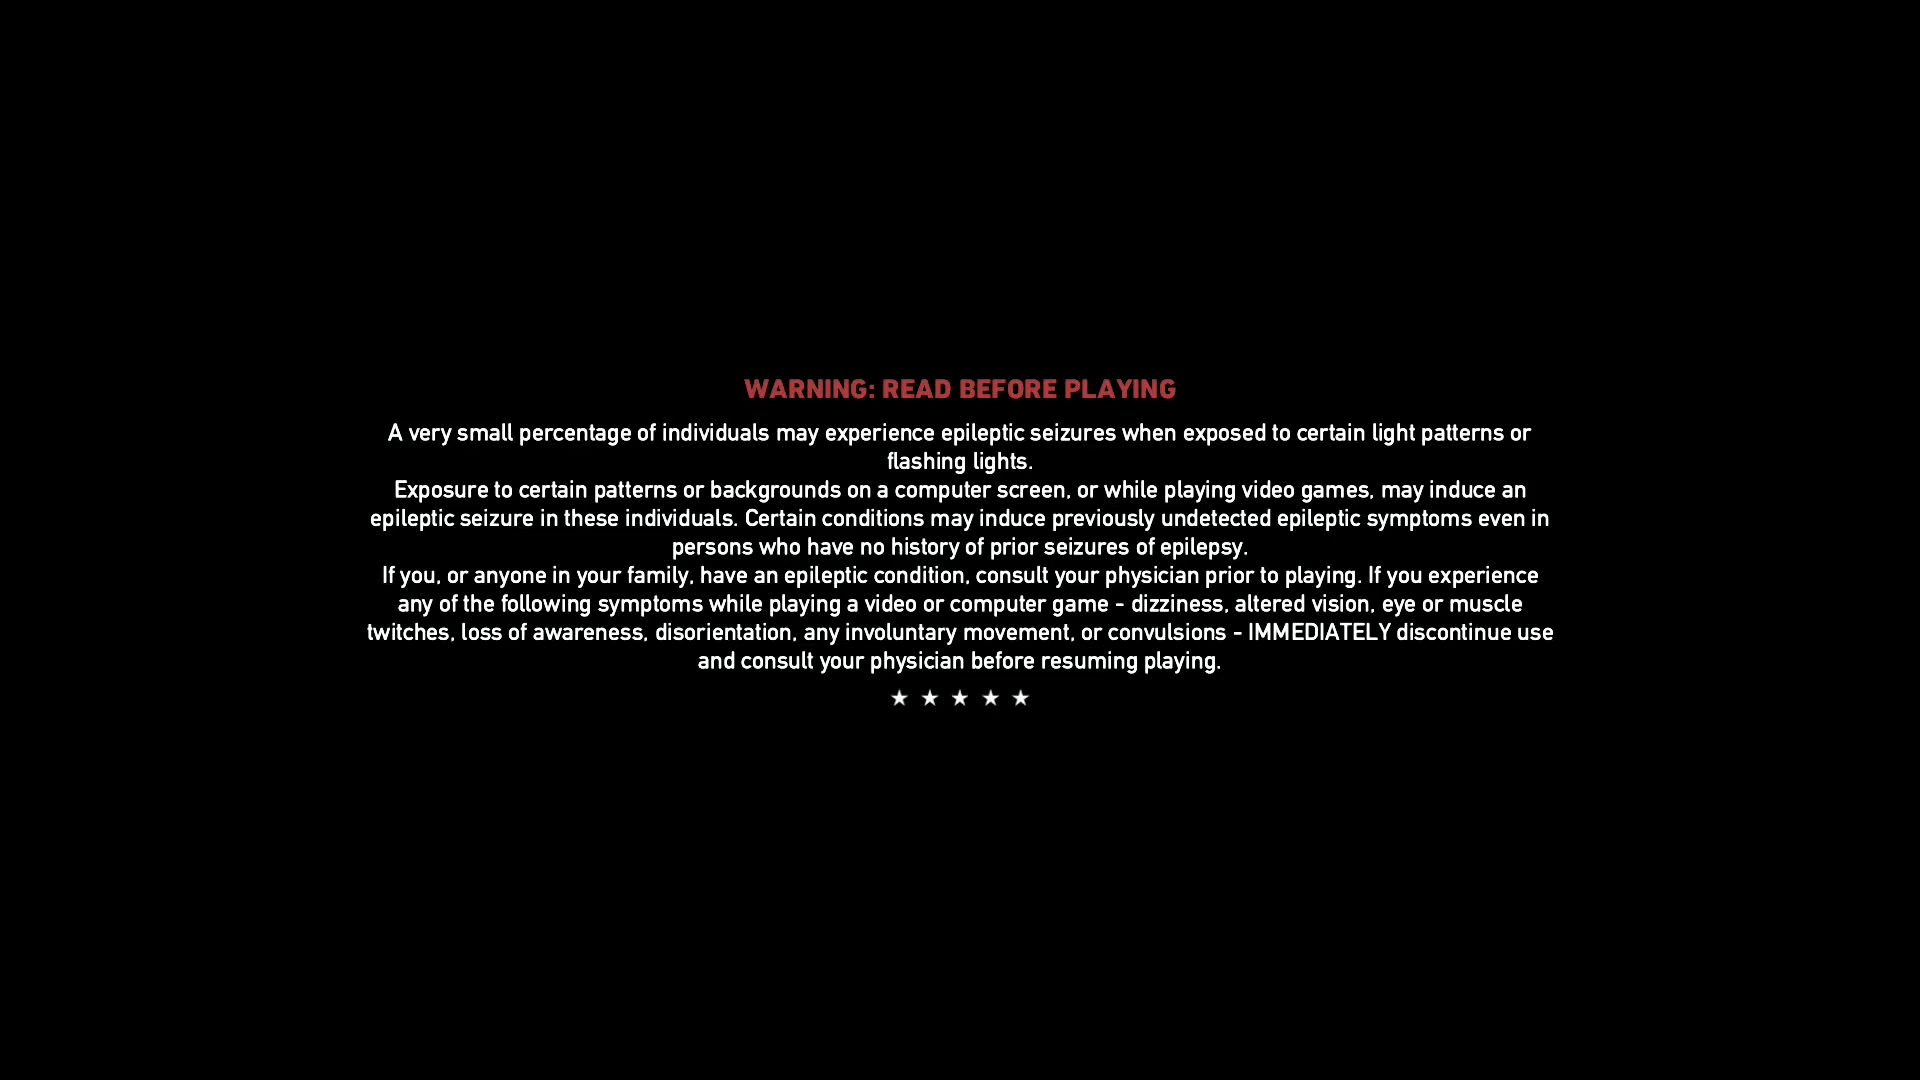 WARNING: READ BEFORE PLAYING
A very small percentage of individuals may experience epileptic seizures when exposed to certain light patterns or
flashing lights.
Exposure to certain patterns or backgrounds on a computer screen, or while playing video games, may induce an
epileptic seizure in these individuals. Certain conditions may induce previously undetected epileptic symptoms even in
persons who have no history of prior seizures of epilepsy.
If you, or anyone in your family, have an epileptic condition, consult your physician prior to playing. If you experience
any of the following symptoms while playing a video or computer game - dizziness, altered vision, eye or muscle
twitches, loss of awareness, disorientation, any involuntary movement, or convulsions - IMMEDIATELY discontinue use
and consult your physician before resuming playing.
★ ★ ★ ★ ★